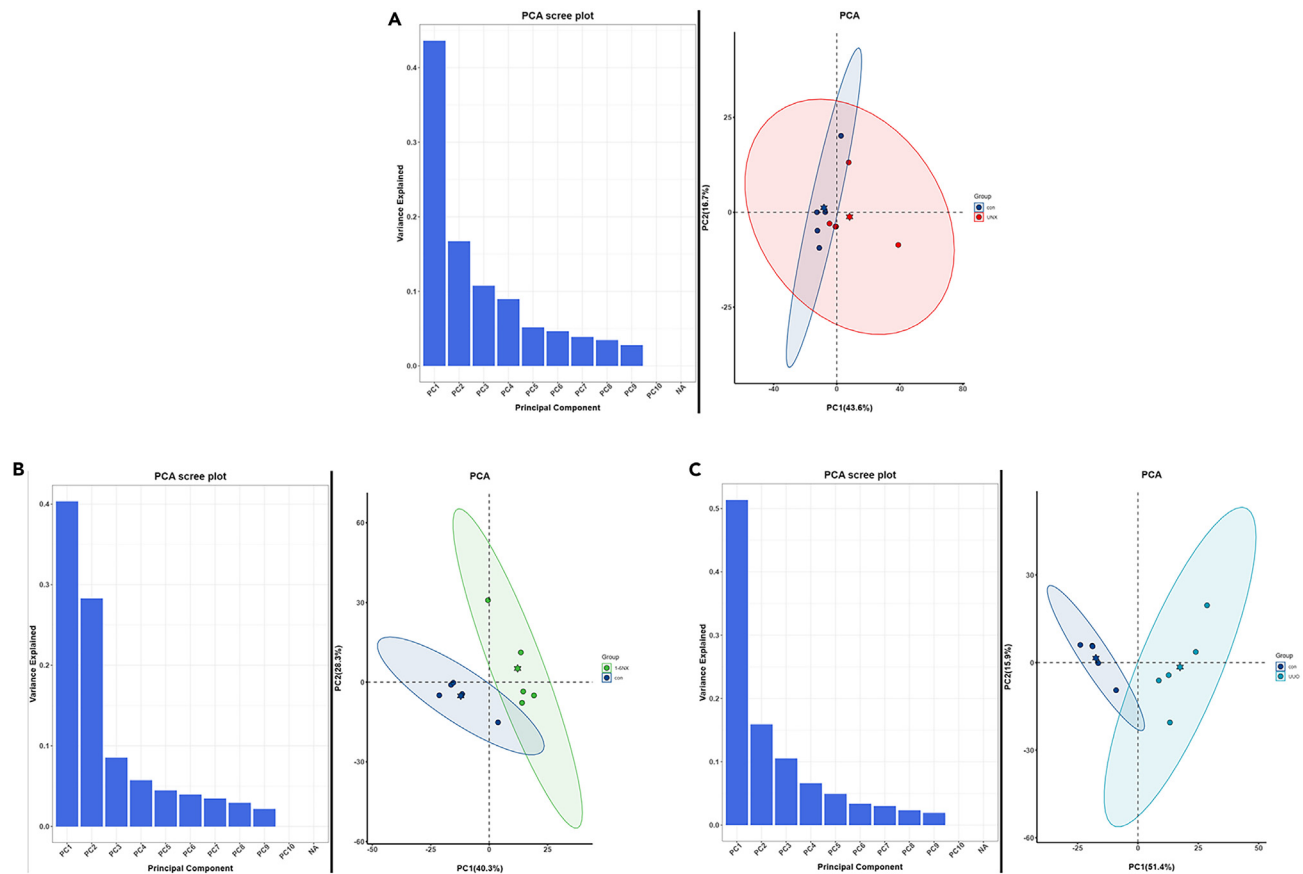 A
PCA scree plot
Variance Explained
0.4
0.3
0.2
0.1
0.0
PC1 PC2 PC3 PC4 PC5 PC6 PC7 PC8 PC9 PC10 NA
Principal Component
PCA
PC2(16.7%)
25
0
-25
-40 0 40 80
PC1(43.6%)
Group
con
UNX
B
PCA scree plot
Variance Explained
0.4
0.3
0.2
0.1
0.0
PC1 PC2 PC3 PC4 PC5 PC6 PC7 PC8 PC9 PC10 NA
Principal Component
PCA
PC2(28.3%)
60
30
0
-30
-60
-50 -25 0 25
PC1(40.3%)
Group
con
C
PCA scree plot
Variance Explained
0.5
0.4
0.3
0.2
0.1
0.0
PC1 PC2 PC3 PC4 PC5 PC6 PC7 PC8 PC9 PC10 NA
Principal Component
PCA
PC2(15.9%)
30
0
-30
-60
-25 0 25 50
PC1(51.4%)
Group
con
UUO